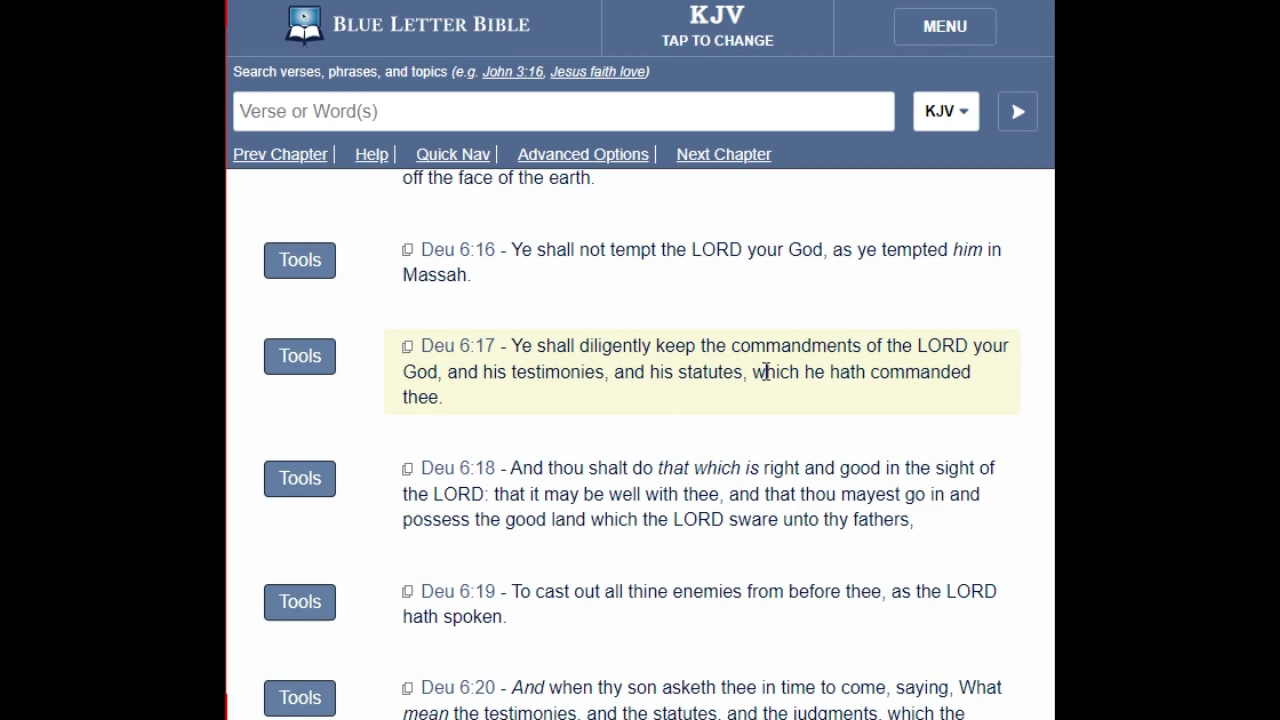 BLUE LETTER BIBLE
KJV
TAP TO CHANGE
MENU
Search verses, phrases, and topics (e.g. John 3:16, Jesus faith love)
Verse or Word(s)
KJV
Prev Chapter | Help | Quick Nav | Advanced Options | Next Chapter
off the face of the earth.
Tools
Deu 6:16 - Ye shall not tempt the LORD your God, as ye tempted him in
Massah.
Tools
Deu 6:17 - Ye shall diligently keep the commandments of the LORD your
God, and his testimonies, and his statutes, which he hath commanded
thee.
Tools
Deu 6:18 - And thou shalt do that which is right and good in the sight of
the LORD: that it may be well with thee, and that thou mayest go in and
possess the good land which the LORD sware unto thy fathers,
Tools
Deu 6:19 - To cast out all thine enemies from before thee, as the LORD
hath spoken.
Tools
Deu 6:20 - And when thy son asketh thee in time to come, saying, What
mean the testimonies, and the statutes, and the judgments, which the